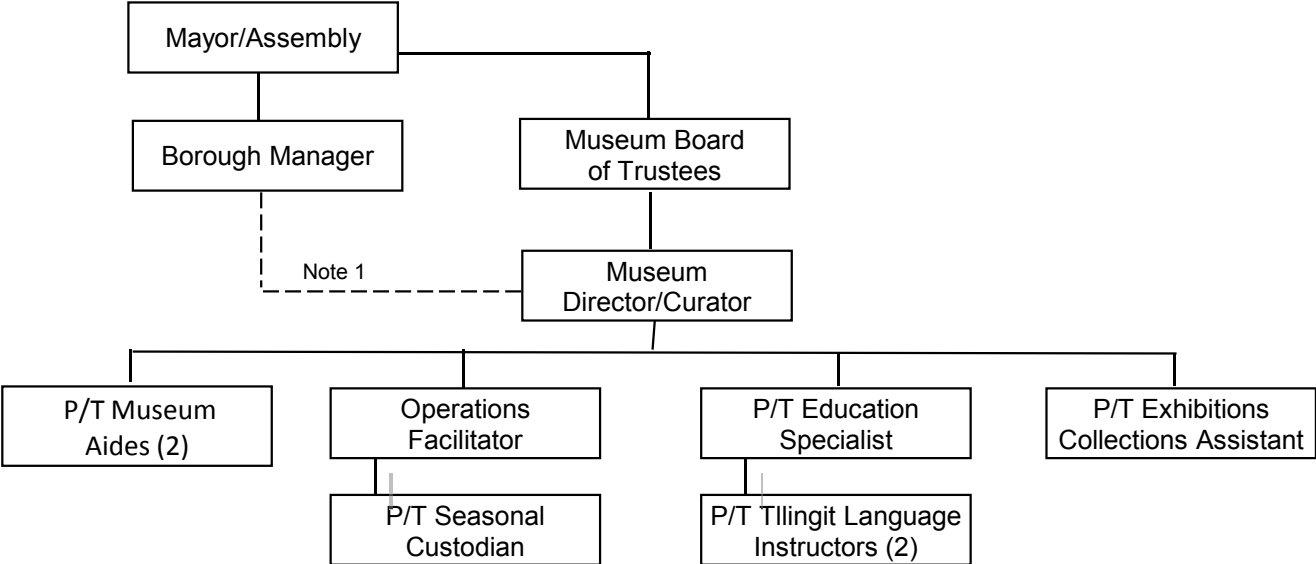 Mayor/Assembly
Borough Manager
Museum Board
of Trustees
Note 1
Museum
Director/Curator
P/T Museum
Aides (2)
Operations
Facilitator
P/T Education
Specialist
P/T Exhibitions
Collections Assistant
P/T Seasonal
Custodian
P/T Tllingit Language
Instructors (2)